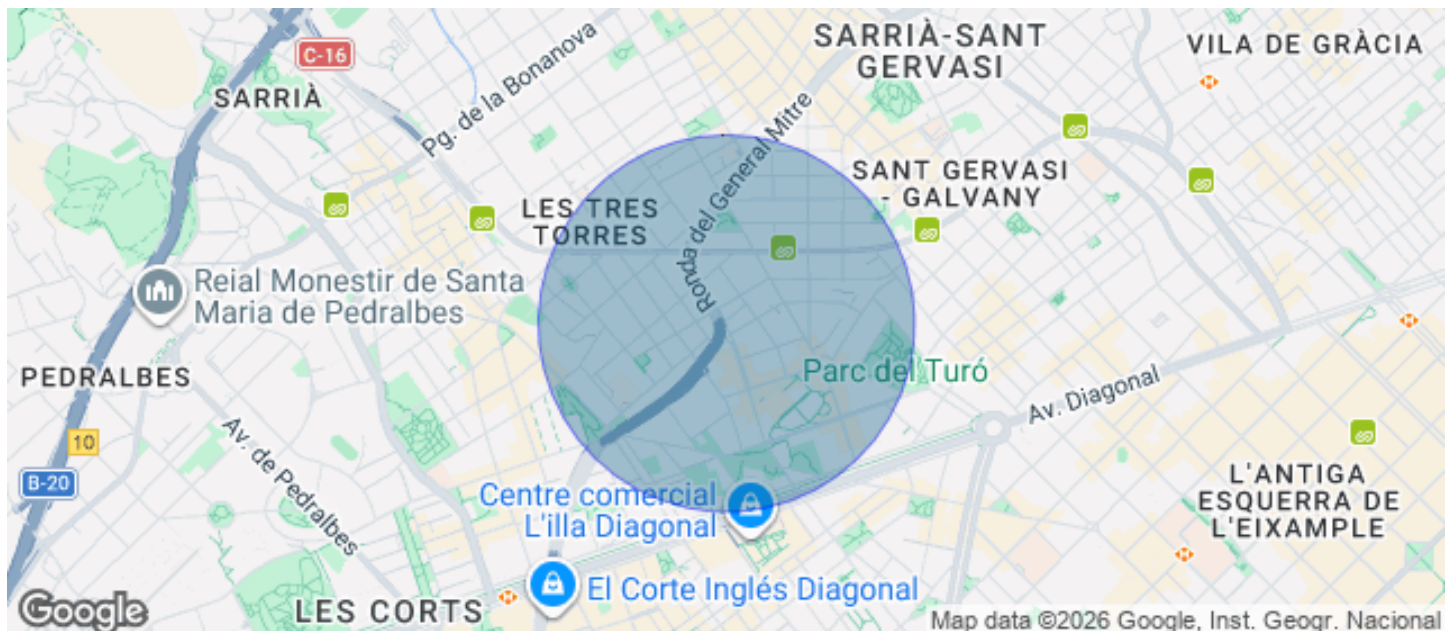 SARRIÀ-SANT
GERVASI
VILA DE GRÀCIA
C-16
SARRIÀ
Pg. de la Bonanova
Ronda del General Mitre
SANT GERVASI
- GALVANY
LES TRES
TORRES
Reial Monestir de Santa
Maria de Pedralbes
PEDRALBES
Parc del Turó
Av. Diagonal
10
B-20
Av. de Pedralbes
Centre comercial
L'illa Diagonal
L'ANTIGA
ESQUERRA DE
L'EIXAMPLE
El Corte Inglés Diagonal
LES CORTS
Google
Map data ©2026 Google, Inst. Geogr. Nacional